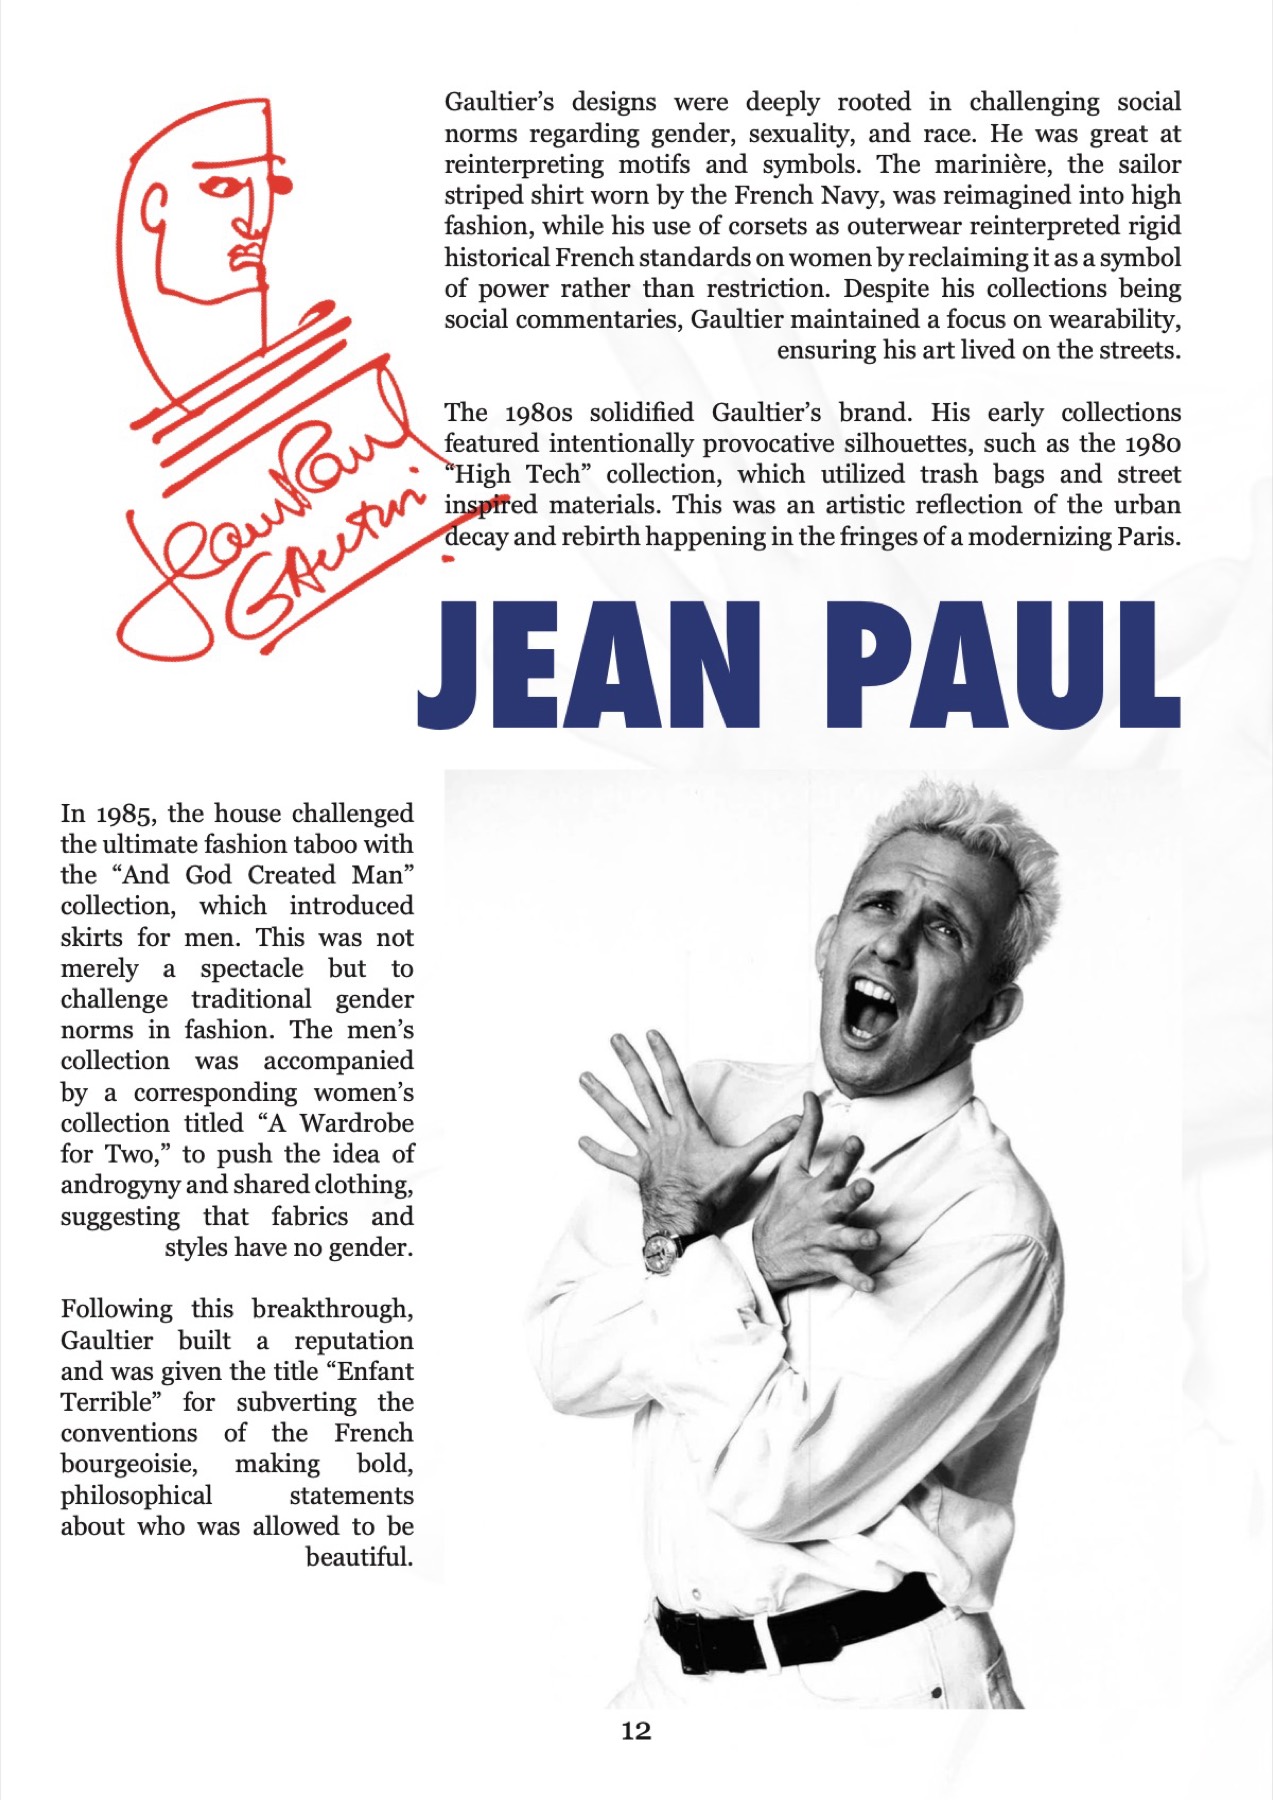 Gaultier’s designs were deeply rooted in challenging social
norms regarding gender, sexuality, and race. He was great at
reinterpreting motifs and symbols. The marinière, the sailor
striped shirt worn by the French Navy, was reimagined into high
fashion, while his use of corsets as outerwear reinterpreted rigid
historical French standards on women by reclaiming it as a symbol
of power rather than restriction. Despite his collections being
social commentaries, Gaultier maintained a focus on wearability,
ensuring his art lived on the streets.
The 1980s solidified Gaultier’s brand. His early collections
featured intentionally provocative silhouettes, such as the 1980
“High Tech” collection, which utilized trash bags and street
inspired materials. This was an artistic reflection of the urban
decay and rebirth happening in the fringes of a modernizing Paris.
Jean Paul
GAultier
JEAN PAUL
In 1985, the house challenged
the ultimate fashion taboo with
the “And God Created Man”
collection, which introduced
skirts for men. This was not
merely a spectacle but to
challenge traditional gender
norms in fashion. The men’s
collection was accompanied
by a corresponding women’s
collection titled “A Wardrobe
for Two,” to push the idea of
androgyny and shared clothing,
suggesting that fabrics and
styles have no gender.
Following this breakthrough,
Gaultier built a reputation
and was given the title “Enfant
Terrible” for subverting the
conventions of the French
bourgeoisie, making bold,
philosophical statements
about who was allowed to be
beautiful.
12